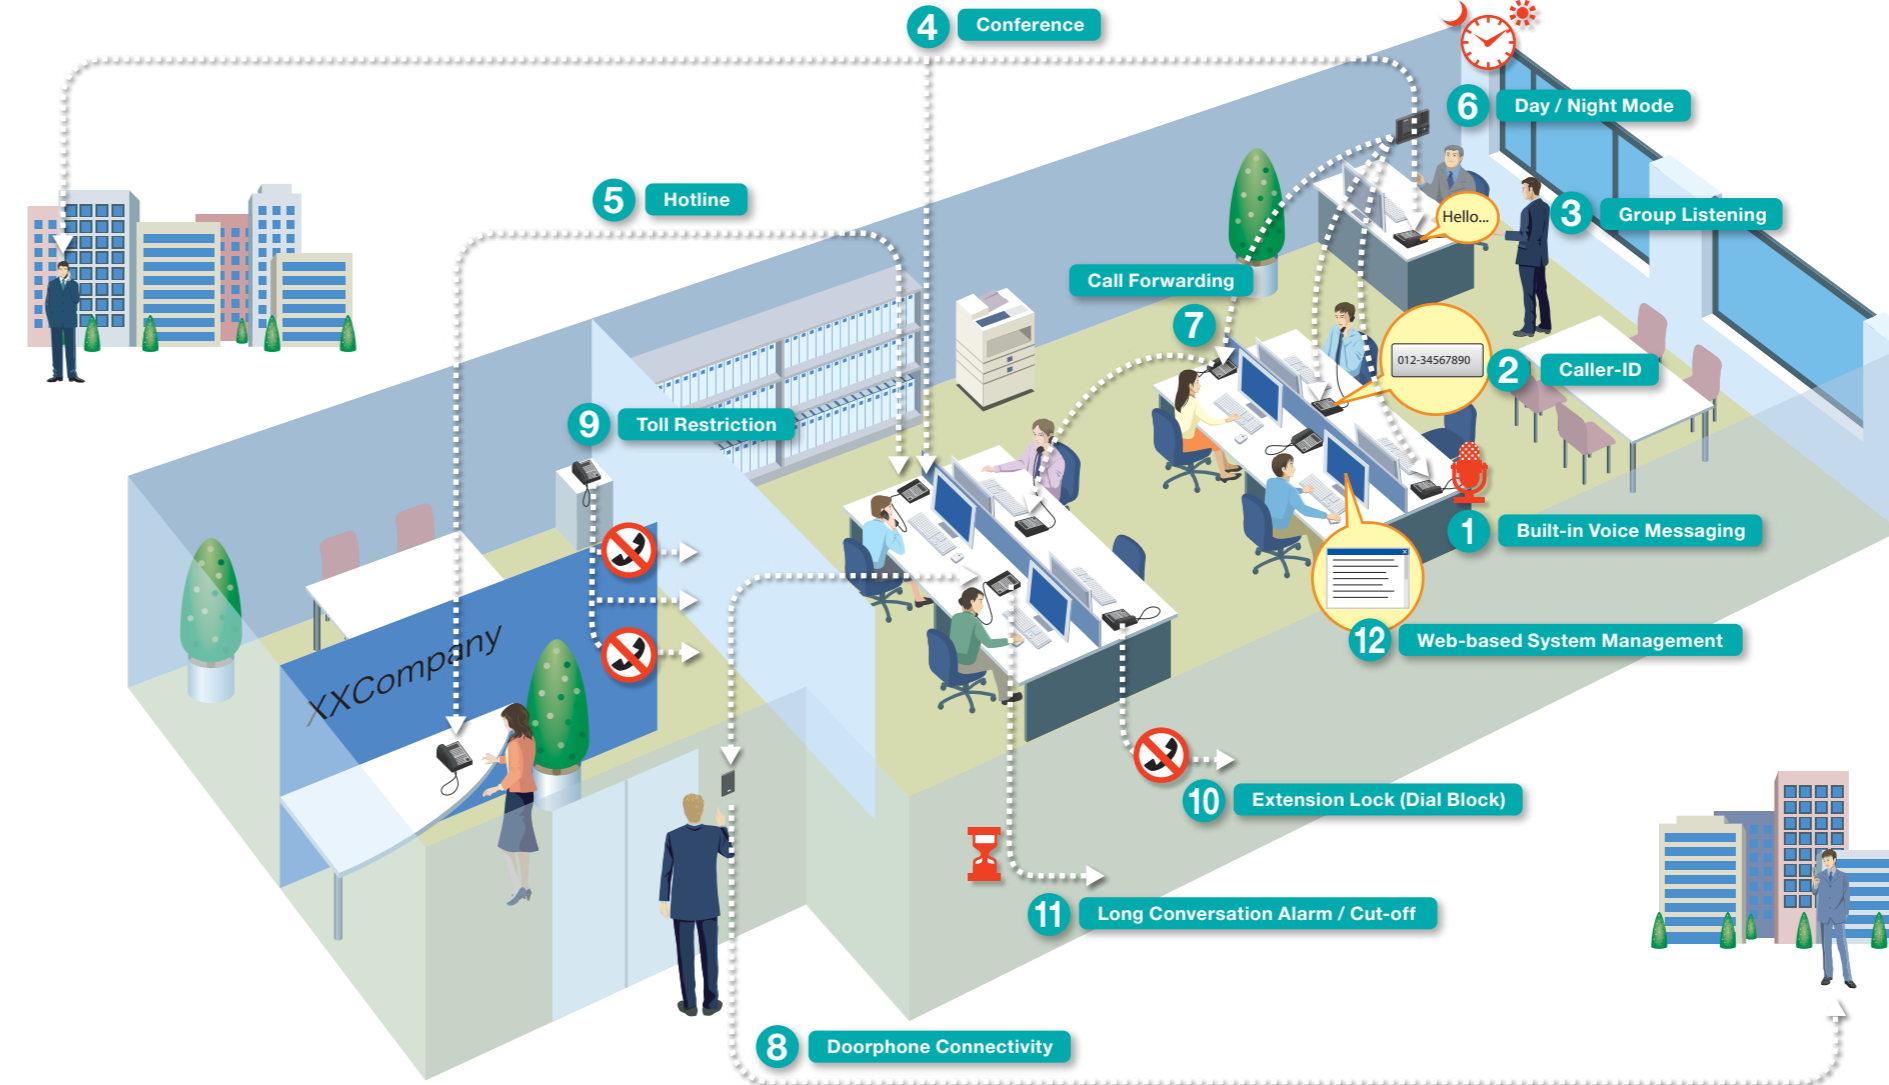 4 Conference
6 Day / Night Mode
5 Hotline
3 Group Listening
Hello...
Call Forwarding
7
012-34567890
2 Caller-ID
9 Toll Restriction
1 Built-in Voice Messaging
12 Web-based System Management
XXCompany
10 Extension Lock (Dial Block)
11 Long Conversation Alarm / Cut-off
8 Doorphone Connectivity